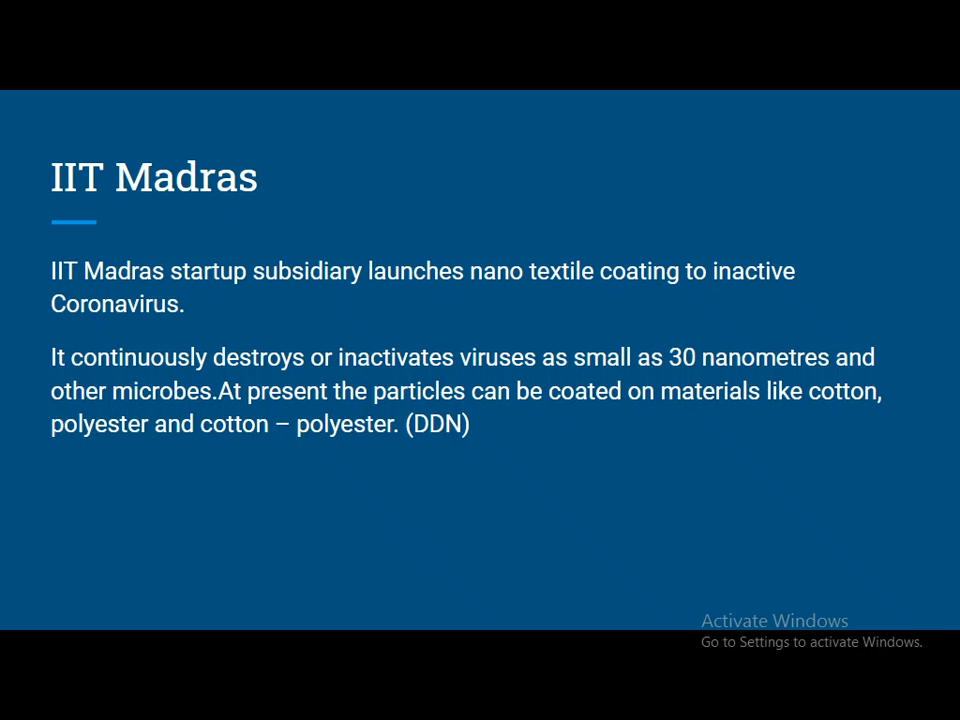 IIT Madras
IIT Madras startup subsidiary launches nano textile coating to inactive
Coronavirus.
It continuously destroys or inactivates viruses as small as 30 nanometres and
other microbes.At present the particles can be coated on materials like cotton,
polyester and cotton – polyester. (DDN)
Activate Windows
Go to Settings to activate Windows.